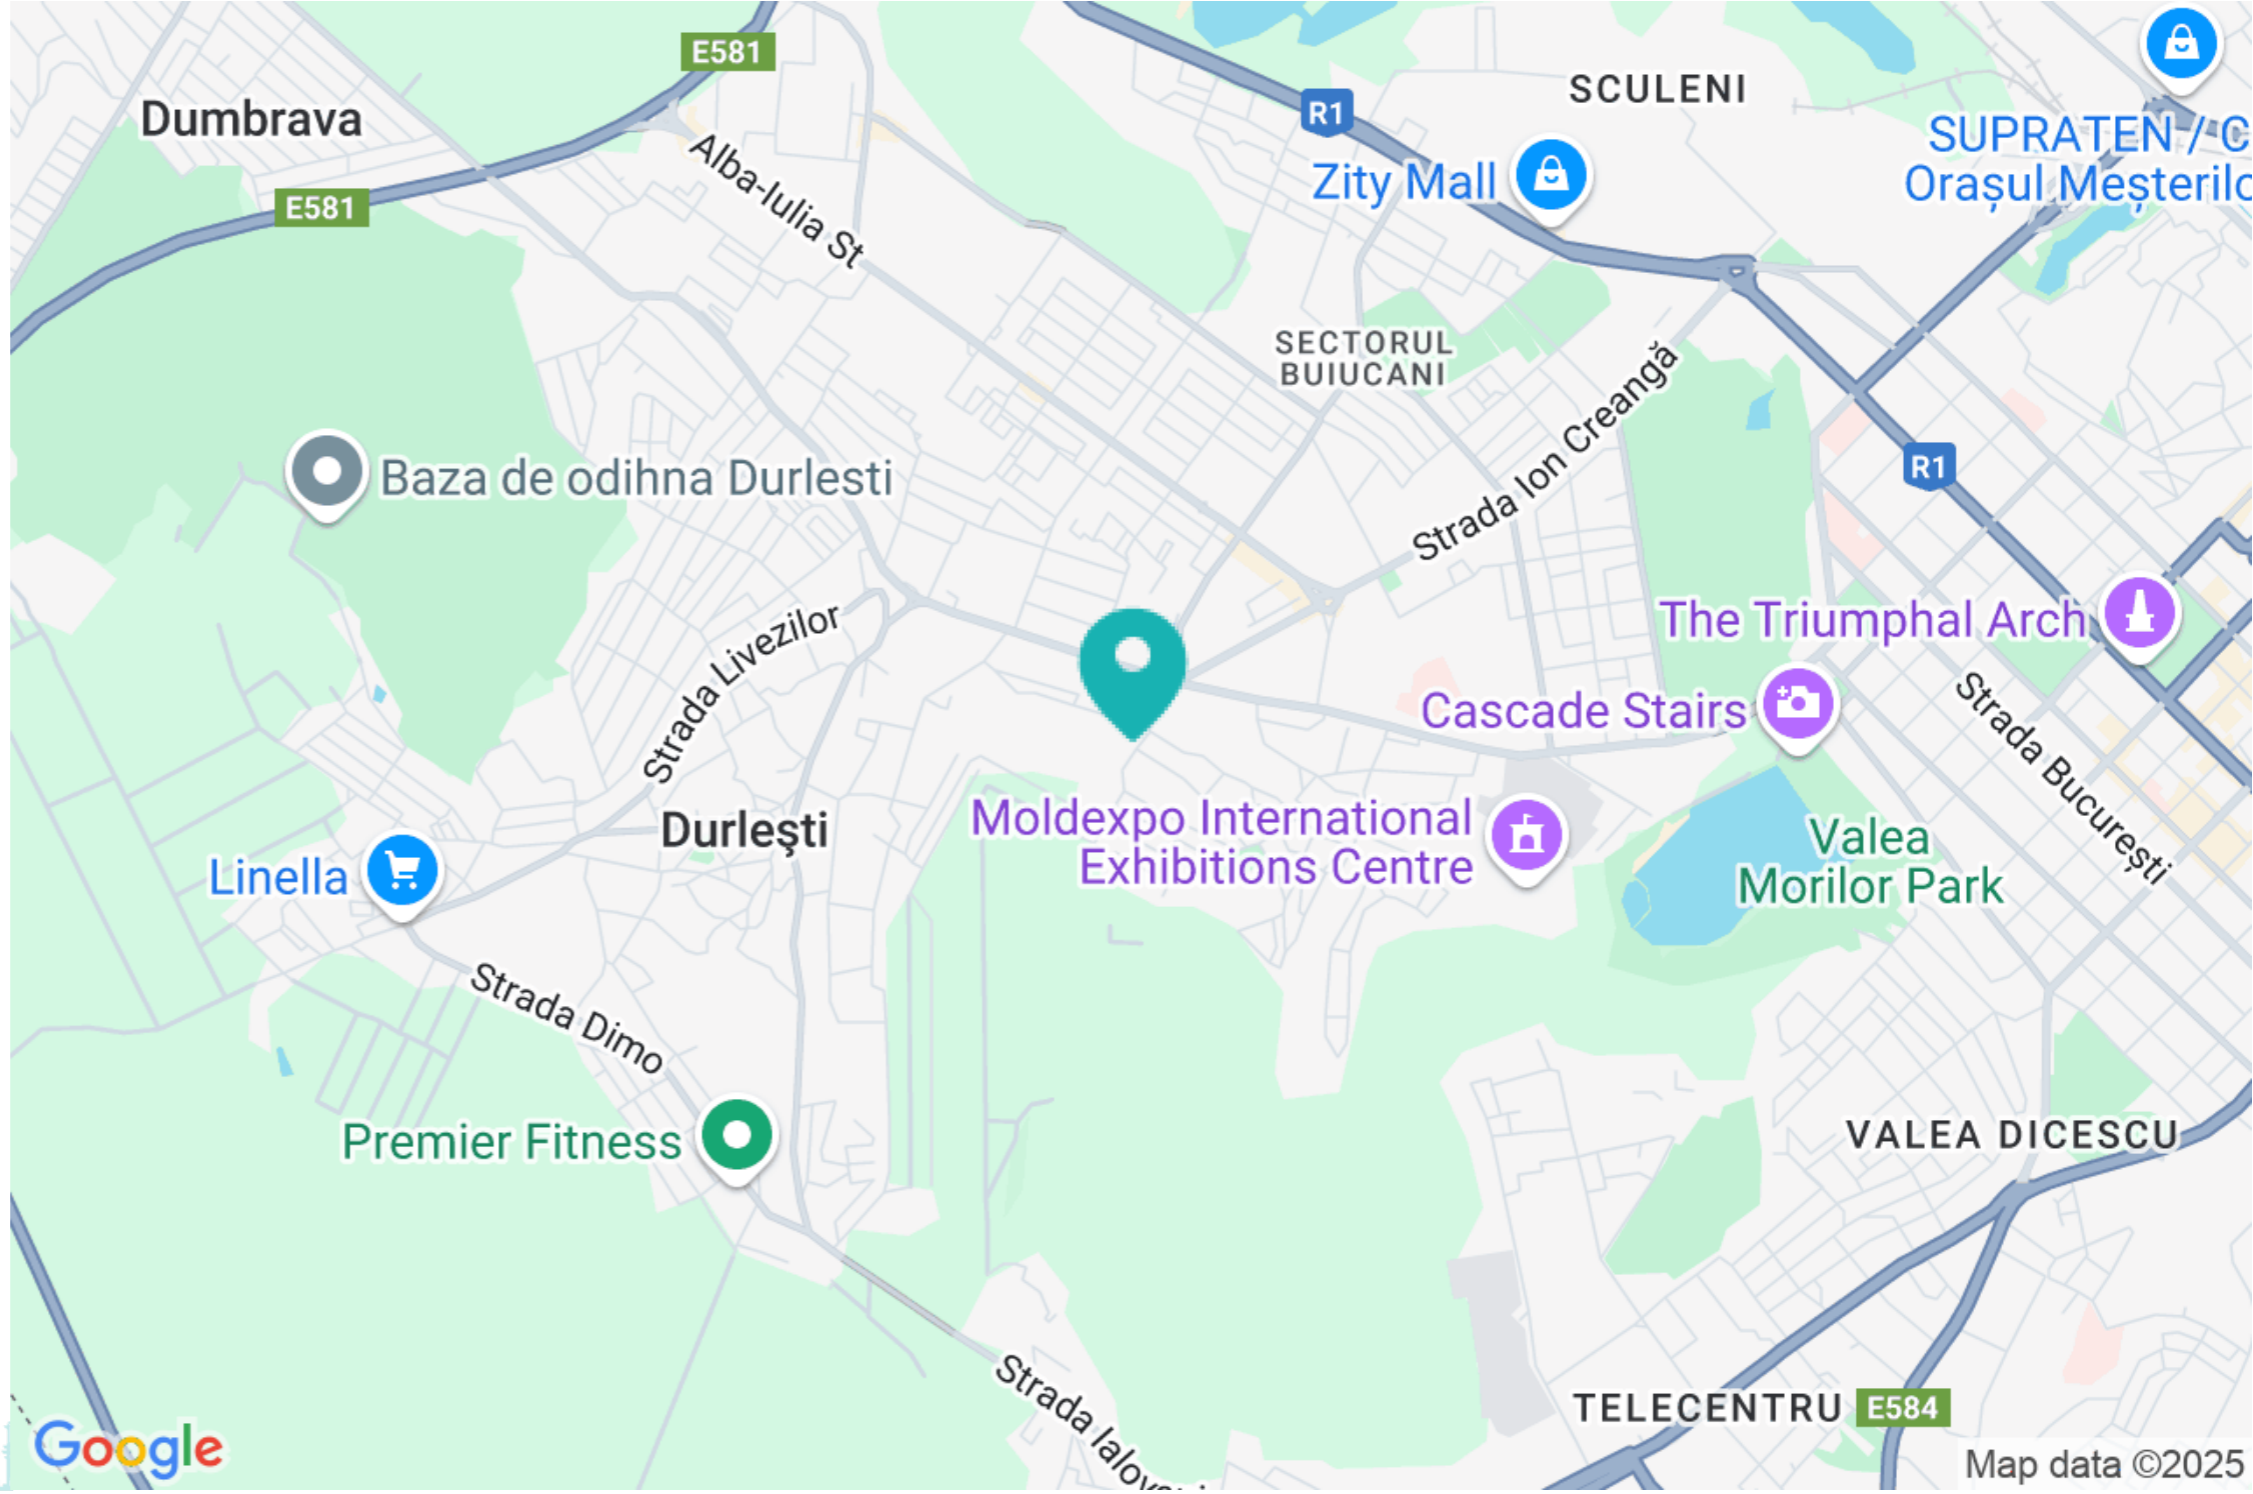 E581
SCULENI
Dumbrava
R1
SUPRATEN / C
Orașul Meșterilo
Zity Mall
Alba-Iulia St
E581
SECTORUL
BUIUCANI
Strada Ion Creangă
Baza de odihna Durlesti
R1
The Triumphal Arch
Strada Livezilor
Cascade Stairs
Strada București
Moldexpo International
Exhibitions Centre
Durleşti
Valea
Morilor Park
Linella
Strada Dimo
Premier Fitness
VALEA DICESCU
Strada Ialov
TELECENTRU
E584
Google
Map data ©2025